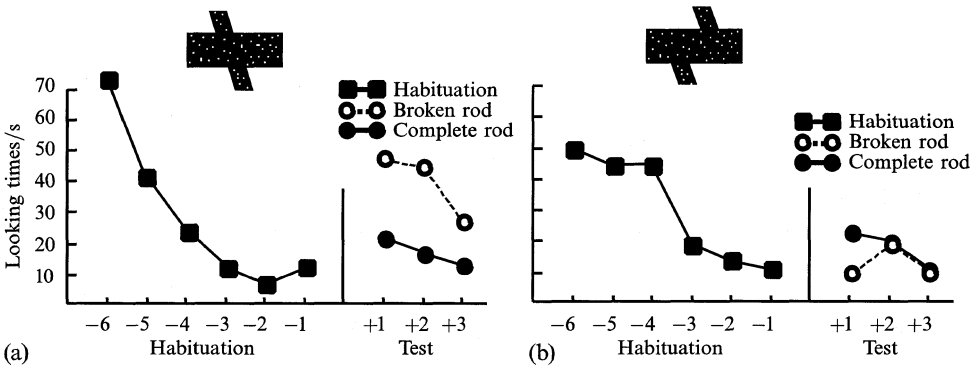 70
60
50
40
30
20
10
Looking times/s
Habituation
Broken rod
Complete rod
−6 −5 −4 −3 −2 −1 +1 +2 +3
(a) Habituation Test
Habituation
Broken rod
Complete rod
−6 −5 −4 −3 −2 −1 +1 +2 +3
(b) Habituation Test